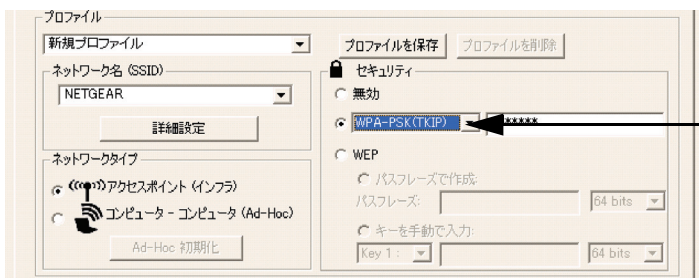 プロファイル
新規プロファイル
プロファイルを保存
プロファイルを削除
ネットワーク名 (SSID)
NETGEAR
詳細設定
ネットワークタイプ
アクセスポイント (インフラ)
コンピュータ - コンピュータ (Ad-Hoc)
Ad-Hoc 初期化
セキュリティ
無効
WPA-PSK(TKIP)
WEP
パスフレーズで作成:
パスフレーズ:
64 bits
キーを手動で入力:
Key 1 :
64 bits